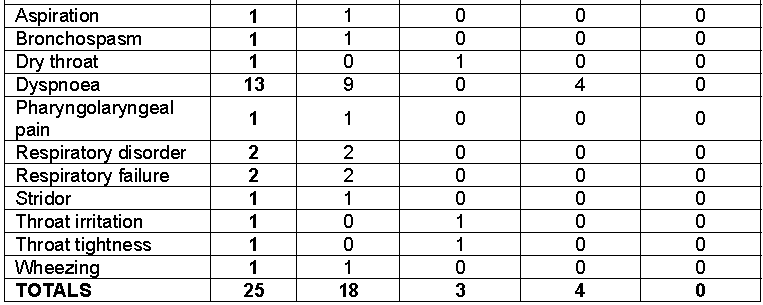 Aspiration 1 1 0 0 0
Bronchospasm 1 1 0 0 0
Dry throat 1 0 1 0 0
Dyspnoea 13 9 0 4 0
Pharyngolaryngeal
pain 1 1 0 0 0
Respiratory disorder 2 2 0 0 0
Respiratory failure 2 2 0 0 0
Stridor 1 1 0 0 0
Throat irritation 1 0 1 0 0
Throat tightness 1 0 1 0 0
Wheezing 1 1 0 0 0
TOTALS 25 18 3 4 0